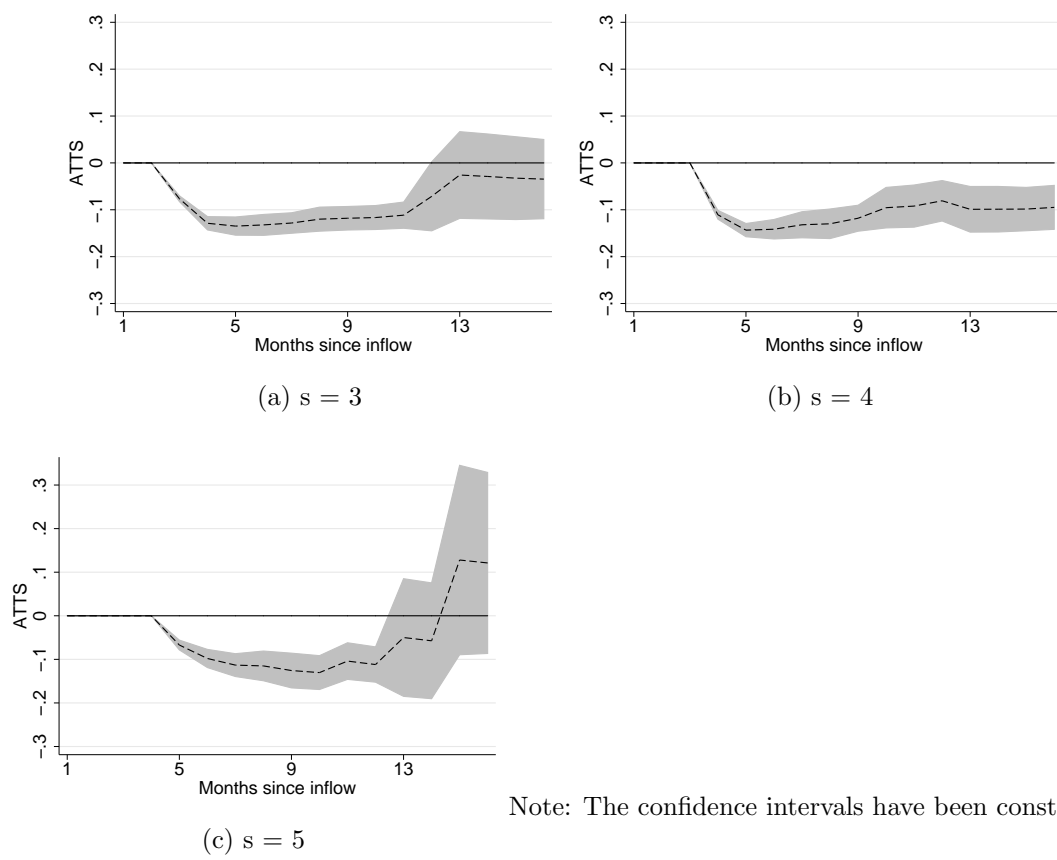 .3
.2
.1
0
-.1
-.2
-.3
ATTS
1 5 9 13
Months since inflow
(a) s = 3
.3
.2
.1
0
-.1
-.2
-.3
ATTS
1 5 9 13
Months since inflow
(b) s = 4
.3
.2
.1
0
-.1
-.2
-.3
ATTS
1 5 9 13
Months since inflow
(c) s = 5
Note: The confidence intervals have been const